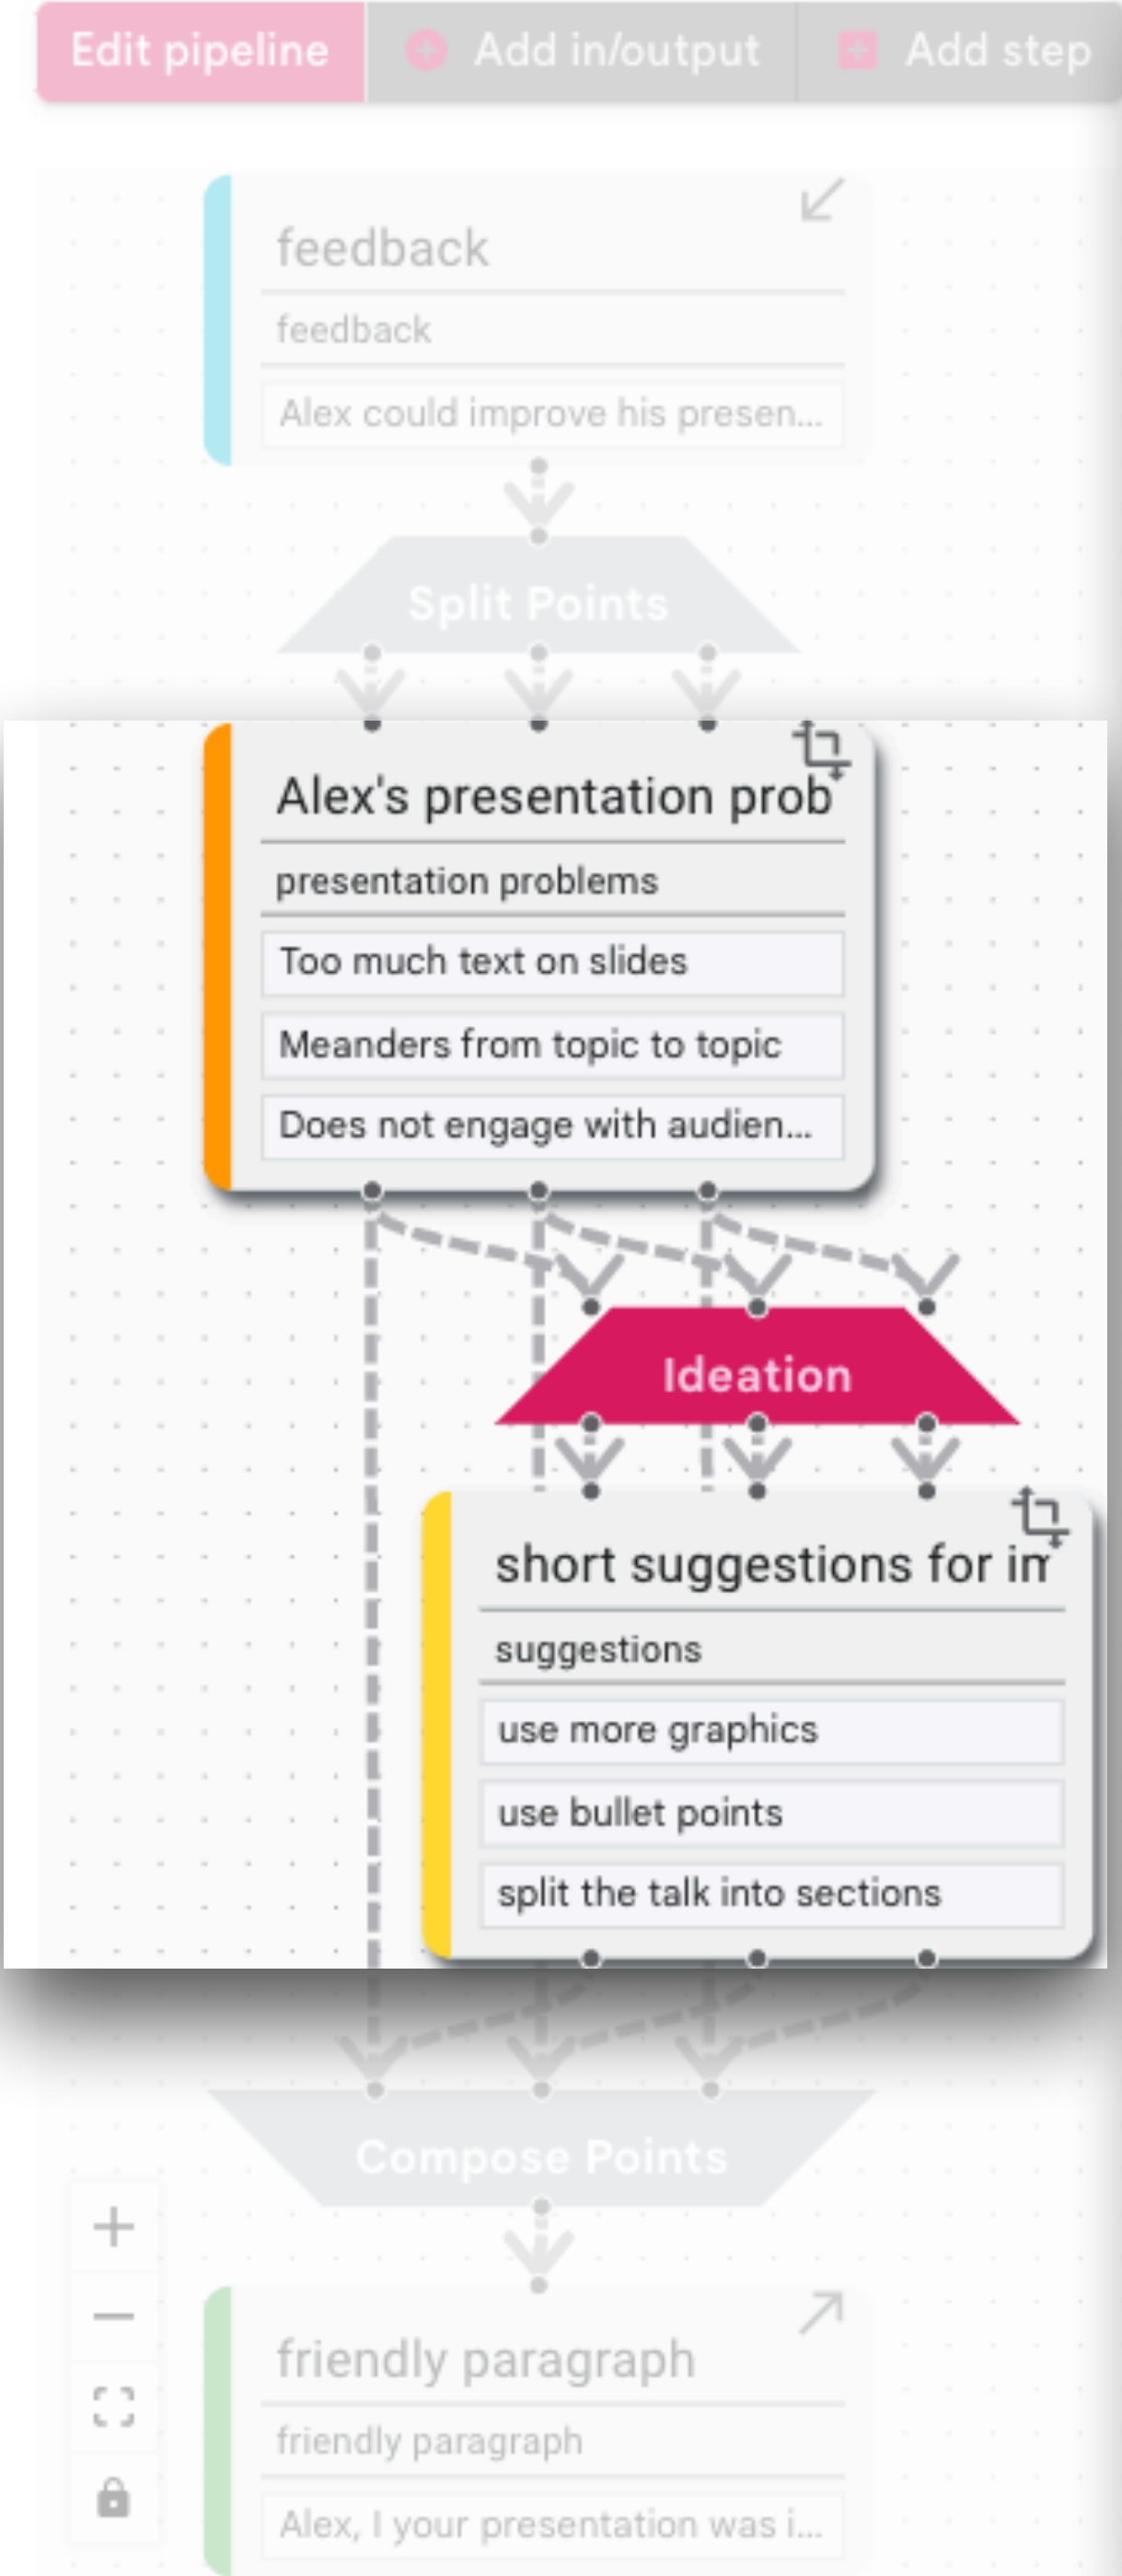 Edit pipeline
Add in/output
Add step
feedback
feedback
Alex could improve his presen...
Split Points
Alex's presentation prob
presentation problems
Too much text on slides
Meanders from topic to topic
Does not engage with audien...
Ideation
short suggestions for im
suggestions
use more graphics
use bullet points
split the talk into sections
Compose Points
friendly paragraph
friendly paragraph
Alex, I your presentation was i...